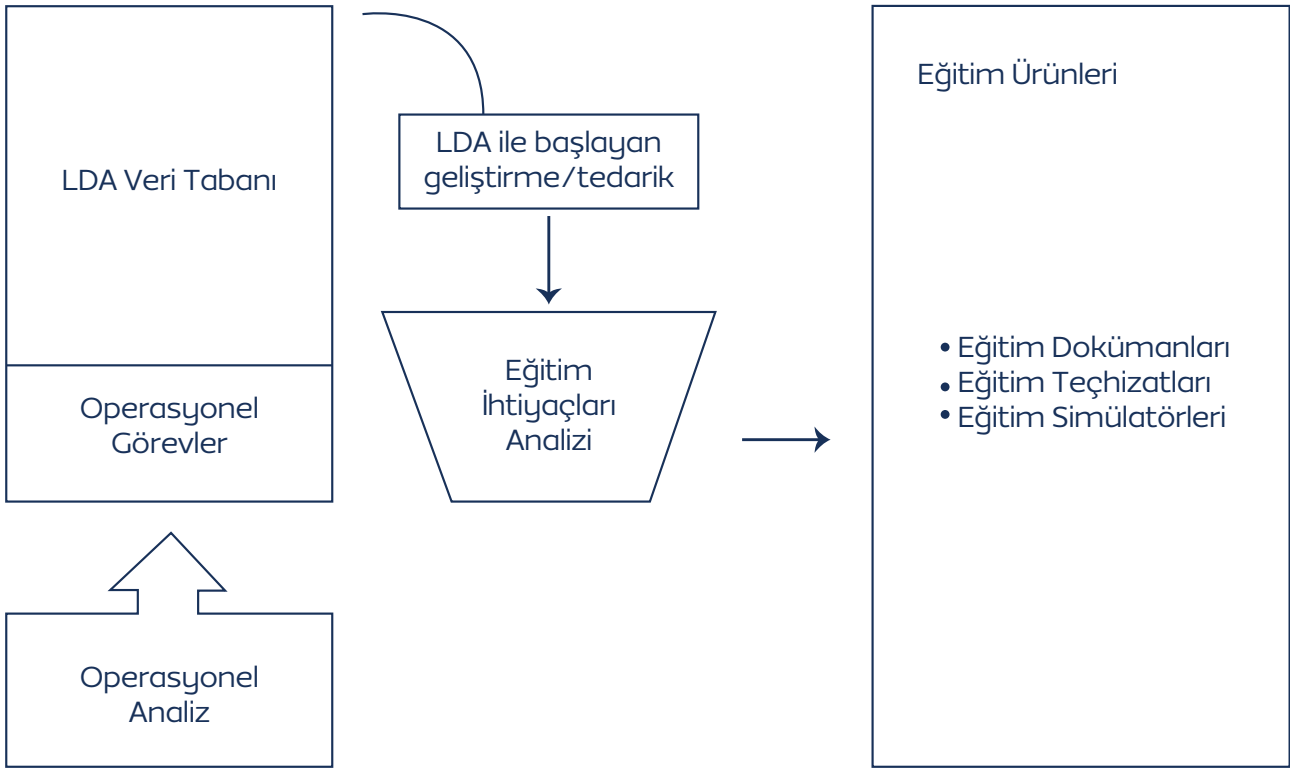 LDA Veri Tabanı
Operasyonel
Görevler
Operasyonel
Analiz
LDA ile başlayan
geliştirme/tedarik
Eğitim
İhtiyaçları
Analizi
Eğitim Ürünleri
• Eğitim Dokümanları
• Eğitim Teçhizatları
• Eğitim Simülatörleri